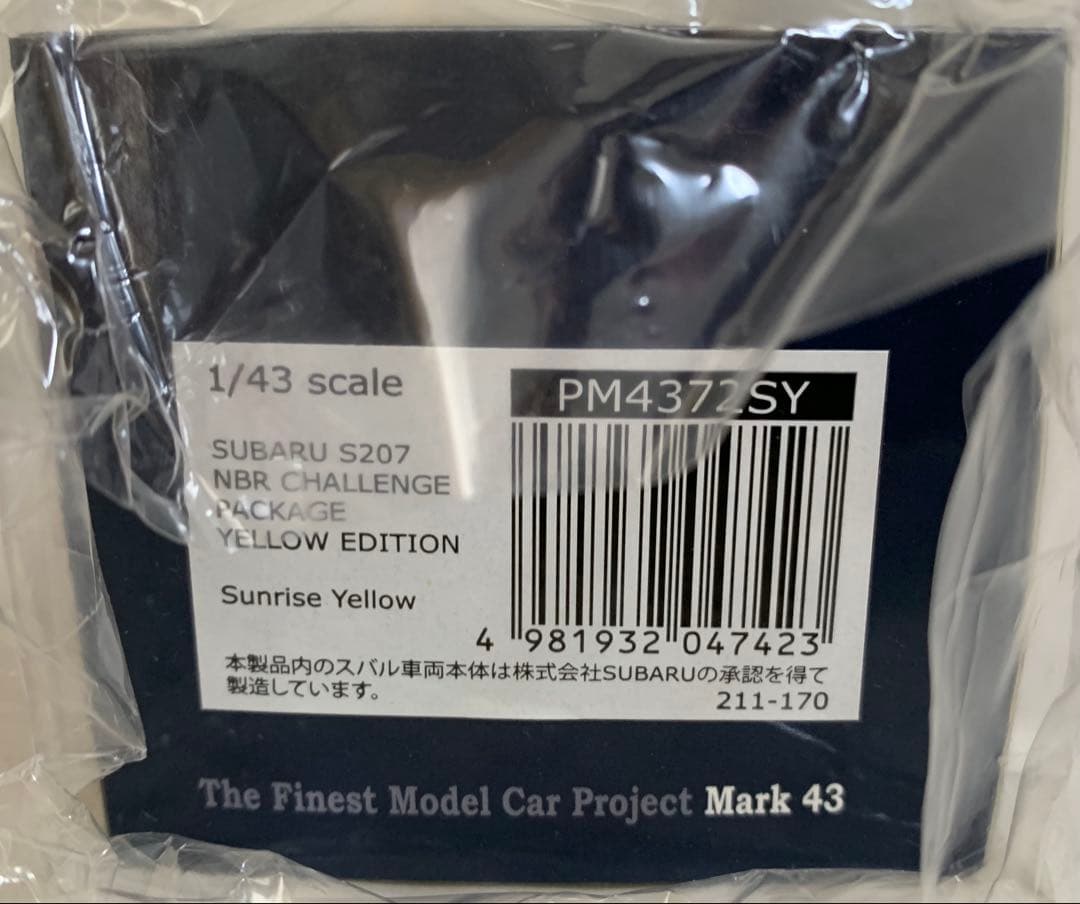 1/43 scale
PM4372SY
SUBARU S207
NBR CHALLENGE
PACKAGE
YELLOW EDITION
Sunrise Yellow
4 981932 047423
本製品内のスバル車両本体は株式会社SUBARUの承認を得て
製造しています。
211-170
The Finest Model Car Project Mark 43